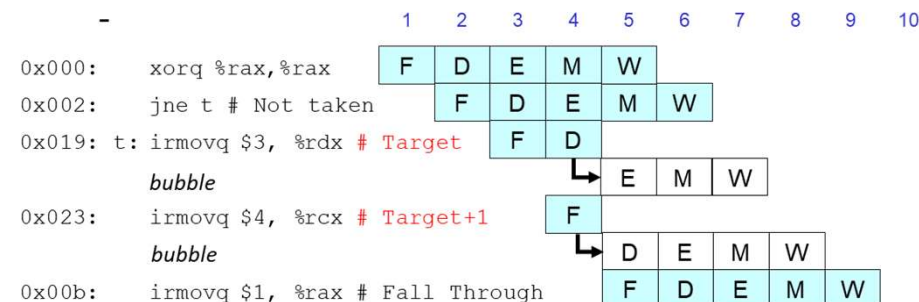 – 1 2 3 4 5 6 7 8 9 10
0x000: xorq %rax,%rax F D E M W
0x002: jne t # Not taken F D E M W
0x019: t: irmovq $3, %rdx # Target F D
bubble E M W
0x023: irmovq $4, %rcx # Target+1 F
bubble D E M W
0x00b: irmovq $1, %rax # Fall Through F D E M W